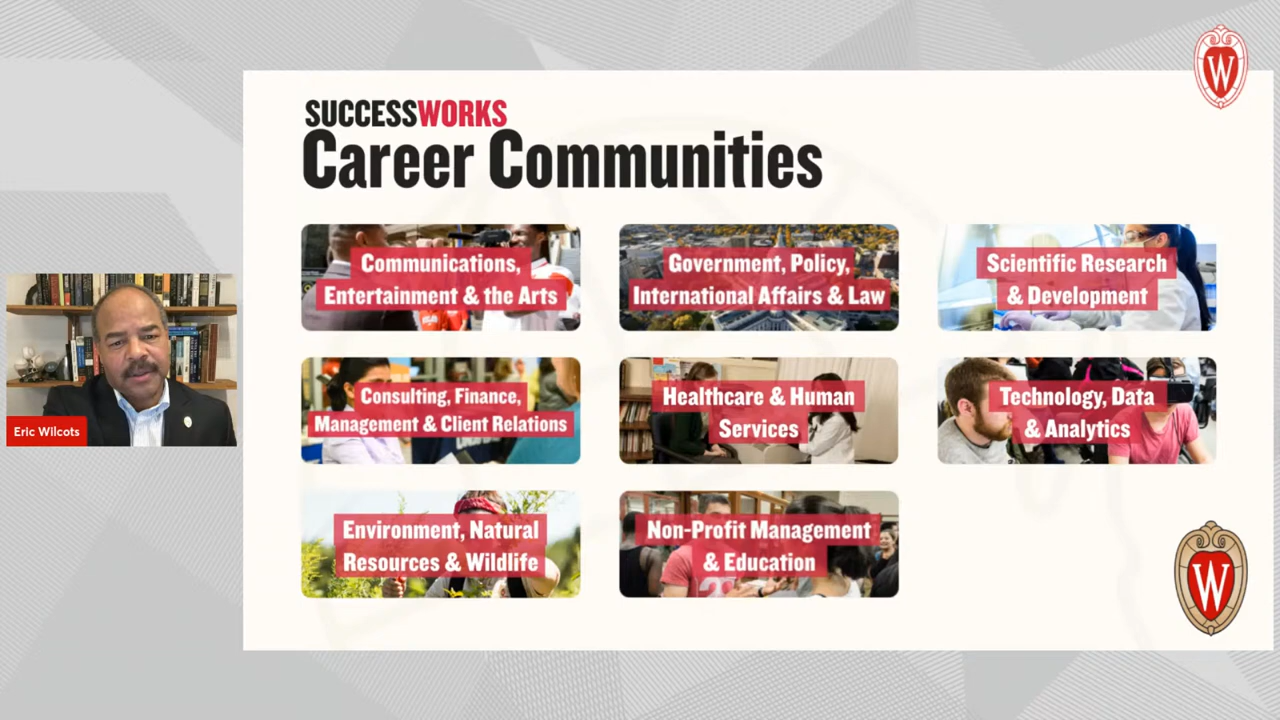 W
SUCCESSWORKS
Career Communities
Communications,
Entertainment & the Arts
Government, Policy,
International Affairs & Law
Scientific Research
& Development
Consulting, Finance,
Management & Client Relations
Healthcare & Human
Services
Technology, Data
& Analytics
Eric Wilcots
Environment, Natural
Resources & Wildlife
Non-Profit Management
& Education
W